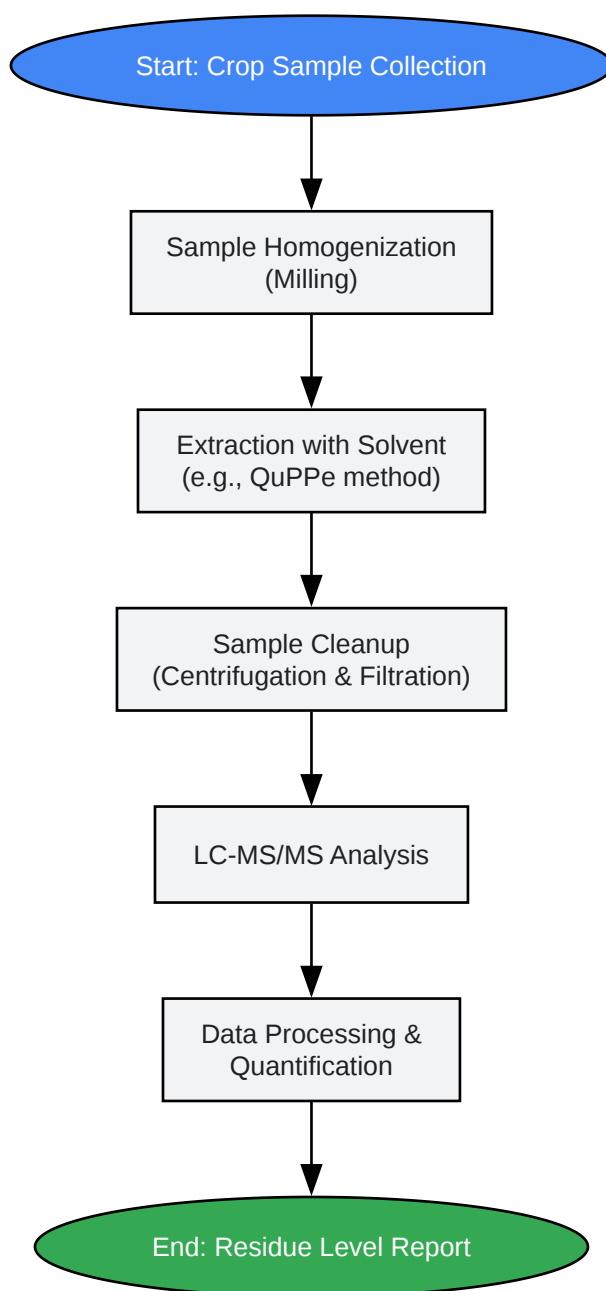 Start: Crop Sample Collection
Sample Homogenization
(Milling)
Extraction with Solvent
(e.g., QuPPe method)
Sample Cleanup
(Centrifugation & Filtration)
LC-MS/MS Analysis
Data Processing &
Quantification
End: Residue Level Report